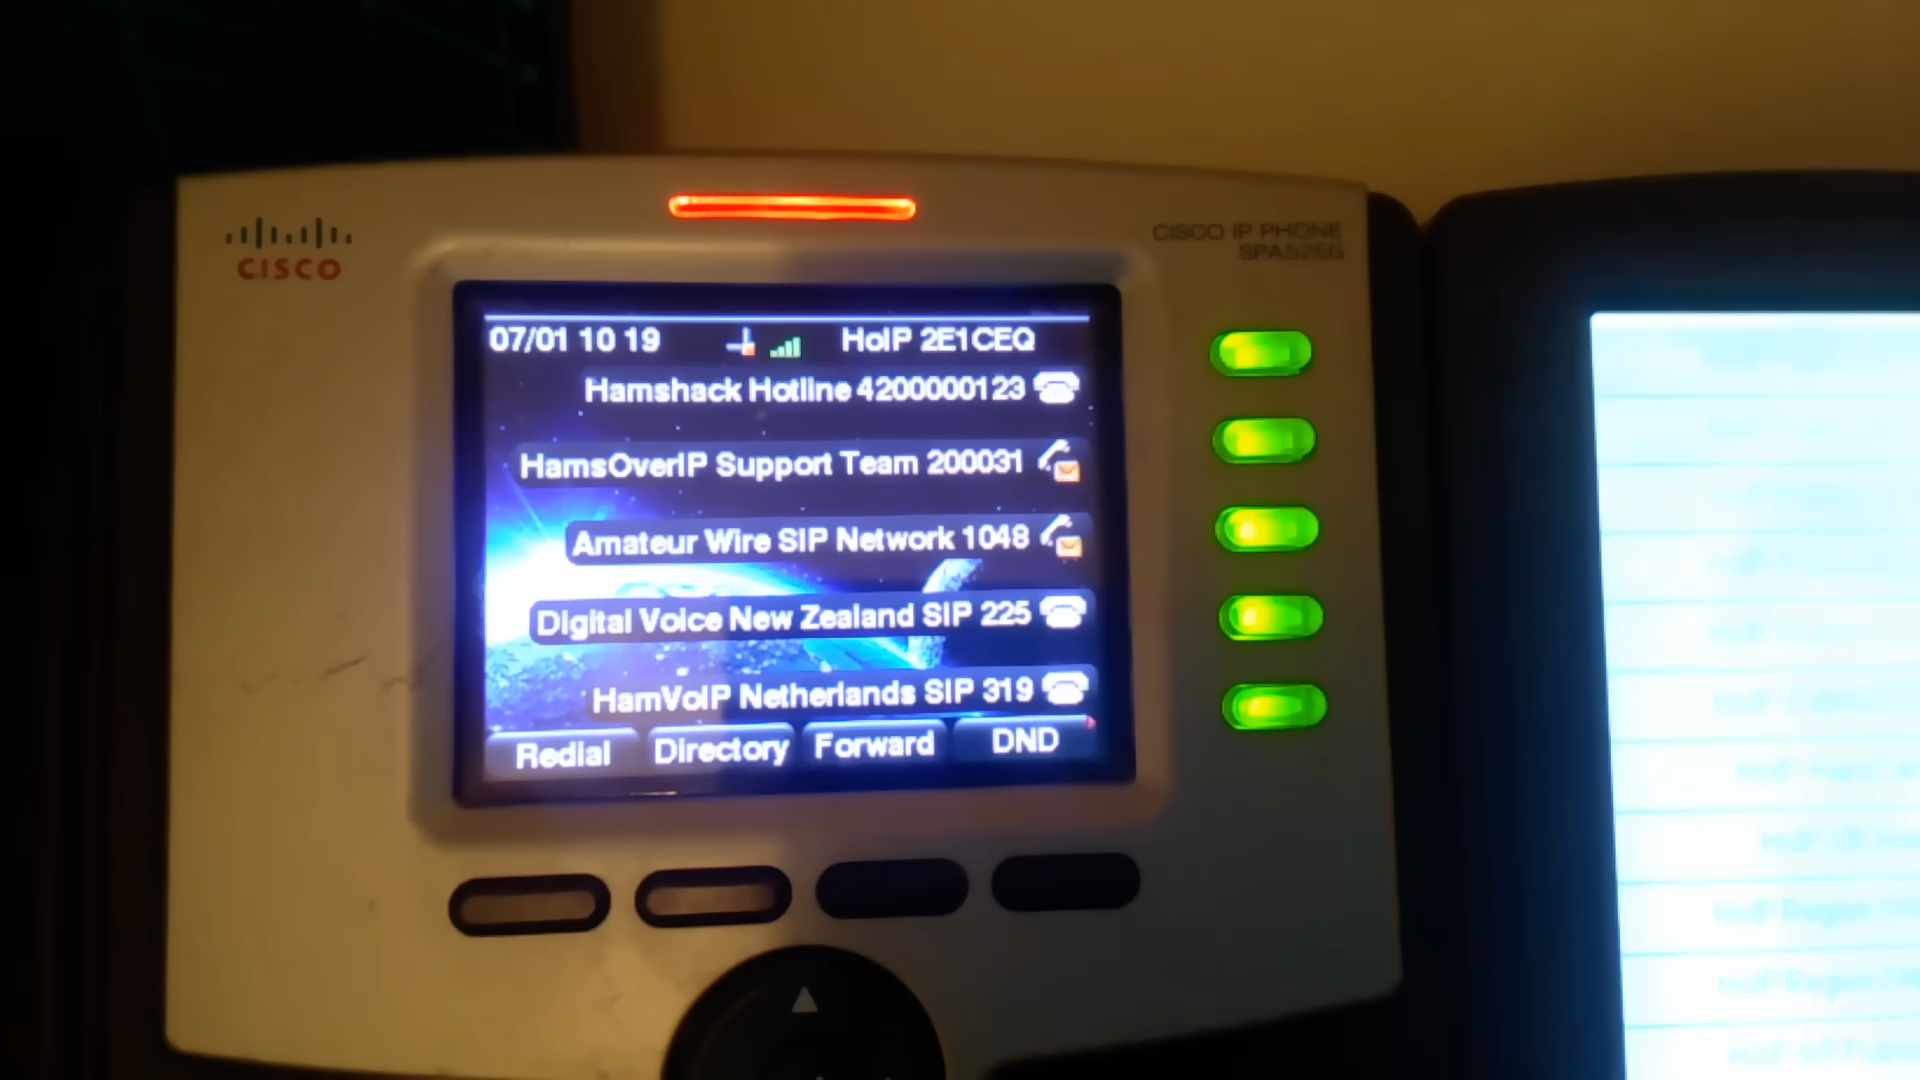 CISCO
CISCO IP PHONE
SPA525G
07/01 10 19
HoIP 2E1CEQ
Hamshack Hotline 4200000123
HamsOverIP Support Team 200031
Amateur Wire SIP Network 1048
Digital Voice New Zealand SIP 225
HamVoIP Netherlands SIP 319
Redial Directory Forward DND